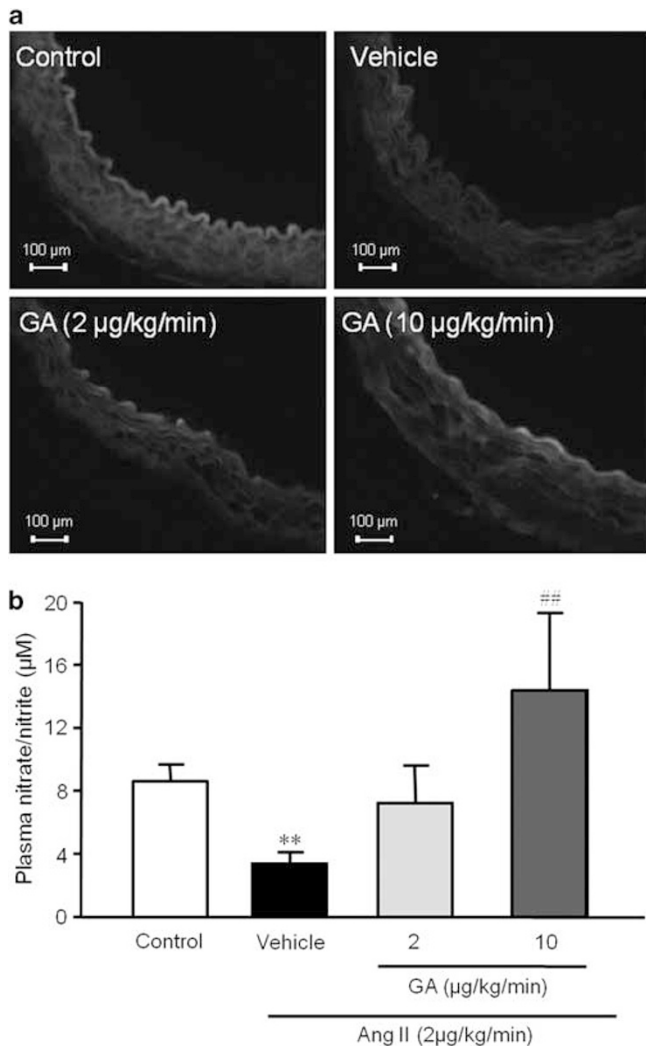 a
Control
Vehicle
100 µm
100 µm
GA (2 µg/kg/min)
GA (10 µg/kg/min)
100 µm
100 µm
b
Plasma nitrate/nitrite (µM)
20
16
12
8
4
0
**
##
Control
Vehicle
2
10
GA (µg/kg/min)
Ang II (2µg/kg/min)